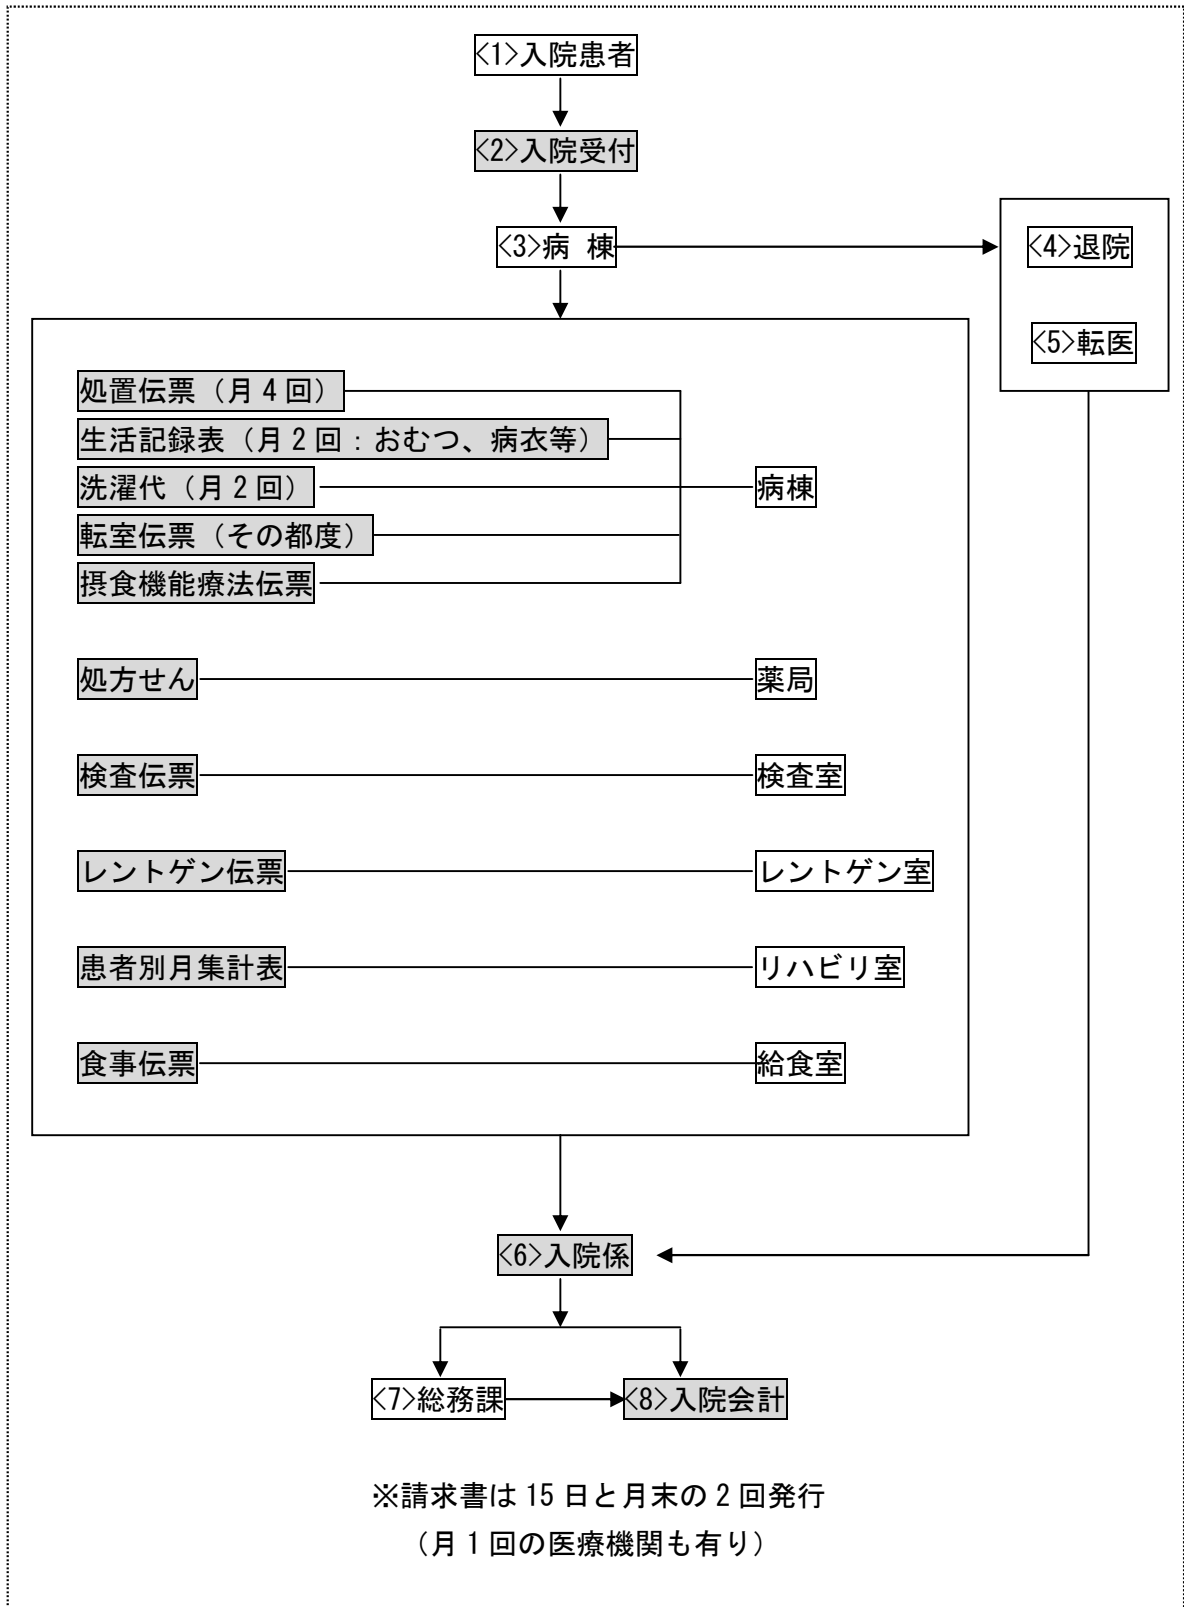 <1>入院患者
<2>入院受付
<3>病 棟
<4>退院
<5>転医
処置伝票（月4回）
生活記録表（月2回：おむつ、病衣等）
洗濯代（月2回）
病棟
転室伝票（その都度）
摂食機能療法伝票
処方せん
薬局
検査伝票
検査室
レントゲン伝票
レントゲン室
患者別月集計表
リハビリ室
食事伝票
給食室
<6>入院係
<7>総務課
<8>入院会計
※請求書は15日と月末の2回発行
（月1回の医療機関も有り）